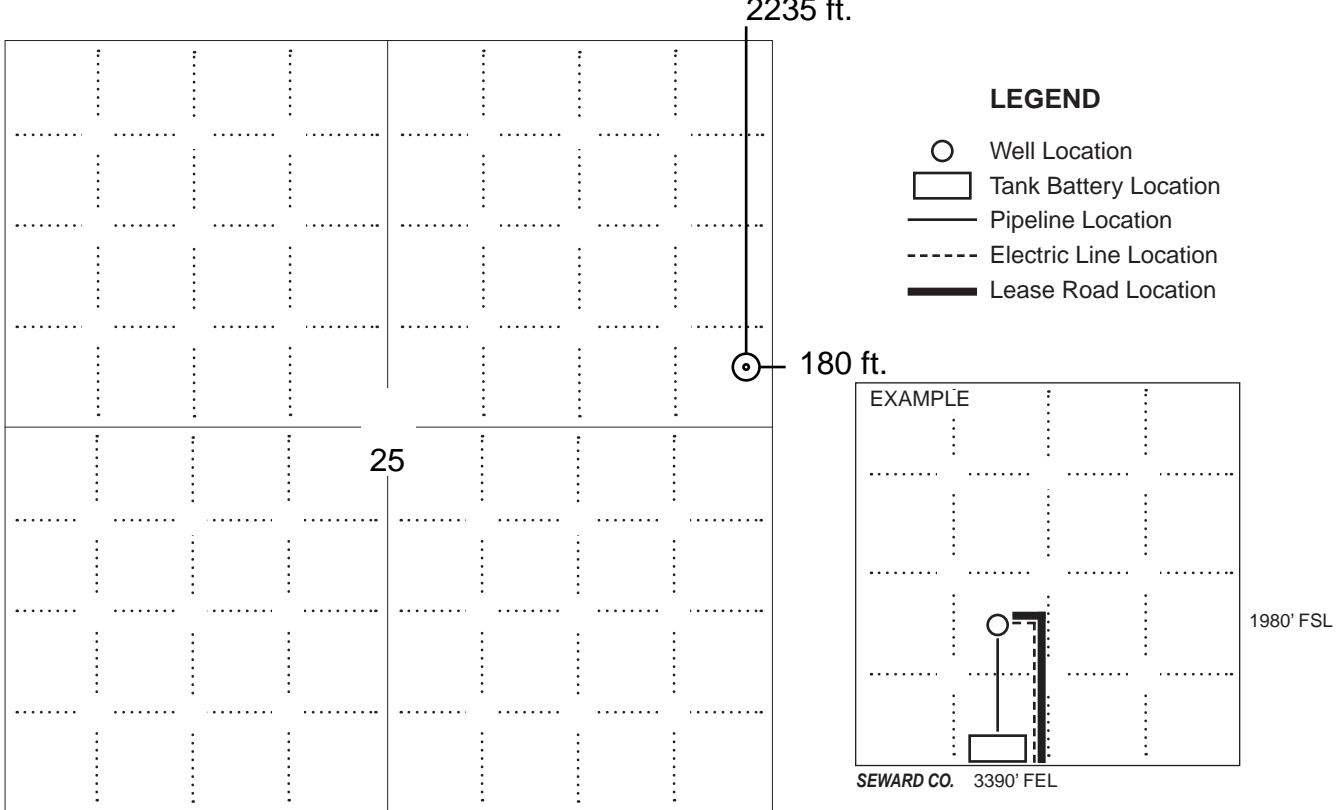 2235 ft.
LEGEND
Well Location
Tank Battery Location
Pipeline Location
Electric Line Location
Lease Road Location
180 ft.
EXAMPLE
25
1980' FSL
SEWARD CO. 3390' FEL